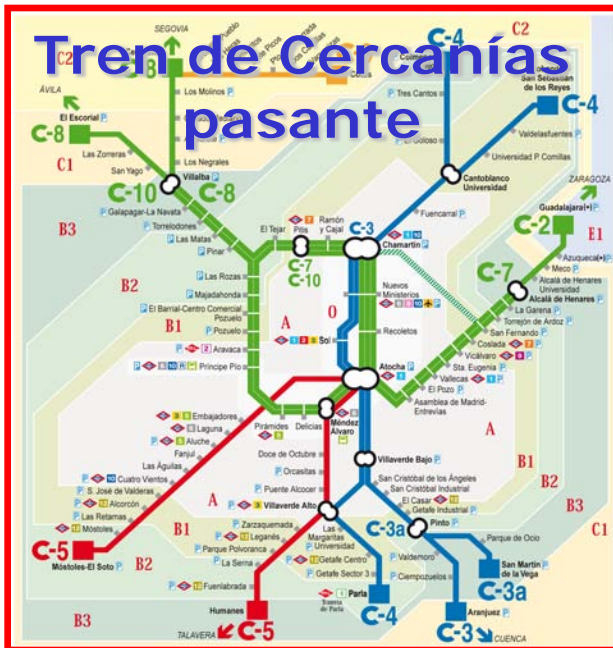 C2
C2
SEGOVIA
C-4
Tren de Cercanías
pasante
C-8
Los Molinos
Tres Cantos
San Sebastián
de los Reyes
C-4
ÁVILA
El Escorial
C-8
Las Zorreras
San Yago
Los Negrales
El Goloso
Valdelasfuentes
Universidad P. Comillas
C1
Villalba
C-10
C-8
Cantoblanco
Universidad
ZARAGOZA
Guadalajara(•)
C-2
E1
B3
Galapagar-La Navata
Torrelodones
Las Matas
Pinar
Las Rozas
Majadahonda
El Barrial-Centro Comercial
Pozuelo
Pozuelo
Aravaca
Príncipe Pío
El Tejar
Pitis
Ramón
y Cajal
C-7
C-10
C-3
Fuencarral
Chamartín
Nuevos
Ministerios
Recoletos
Sol
Atocha
Azuqueca(•)
Meco
Alcalá de Henares
Universidad
C-7
Alcalá de Henares
La Garena
Torrejón de Ardoz
San Fernando
Coslada
Vicálvaro
Sta. Eugenia
Vallecas
El Pozo
Asamblea de Madrid-
Entrevías
B2
B1
A
0
A
B1
B2
B3
C1
Embajadores
Laguna
Aluche
Fanjul
Las Águilas
Cuatro Vientos
S. José de Valderas
Alcorcón
Las Retamas
Móstoles
C-5
Móstoles-El Soto
Pirámides
Delicias
Méndez
Álvaro
Doce de Octubre
Orcasitas
Puente Alcocer
Villaverde Alto
Villaverde Bajo
San Cristóbal de los Ángeles
San Cristóbal Industrial
El Casar
Getafe Industrial
C-3a
Pinto
Parque de Ocio
A
B1
B2
B3
Zarzaquemada
Leganés
Parque Polvoranca
La Serna
Fuenlabrada
Humanes
C-5
TALAVERA
Las
Margaritas
Universidad
Getafe Centro
Getafe Sector 3
Parla
Tranvía
de Parla
C-4
Valdemoro
Ciempozuelos
San Martín
de la Vega
C-3a
Aranjuez
C-3
CUENCA